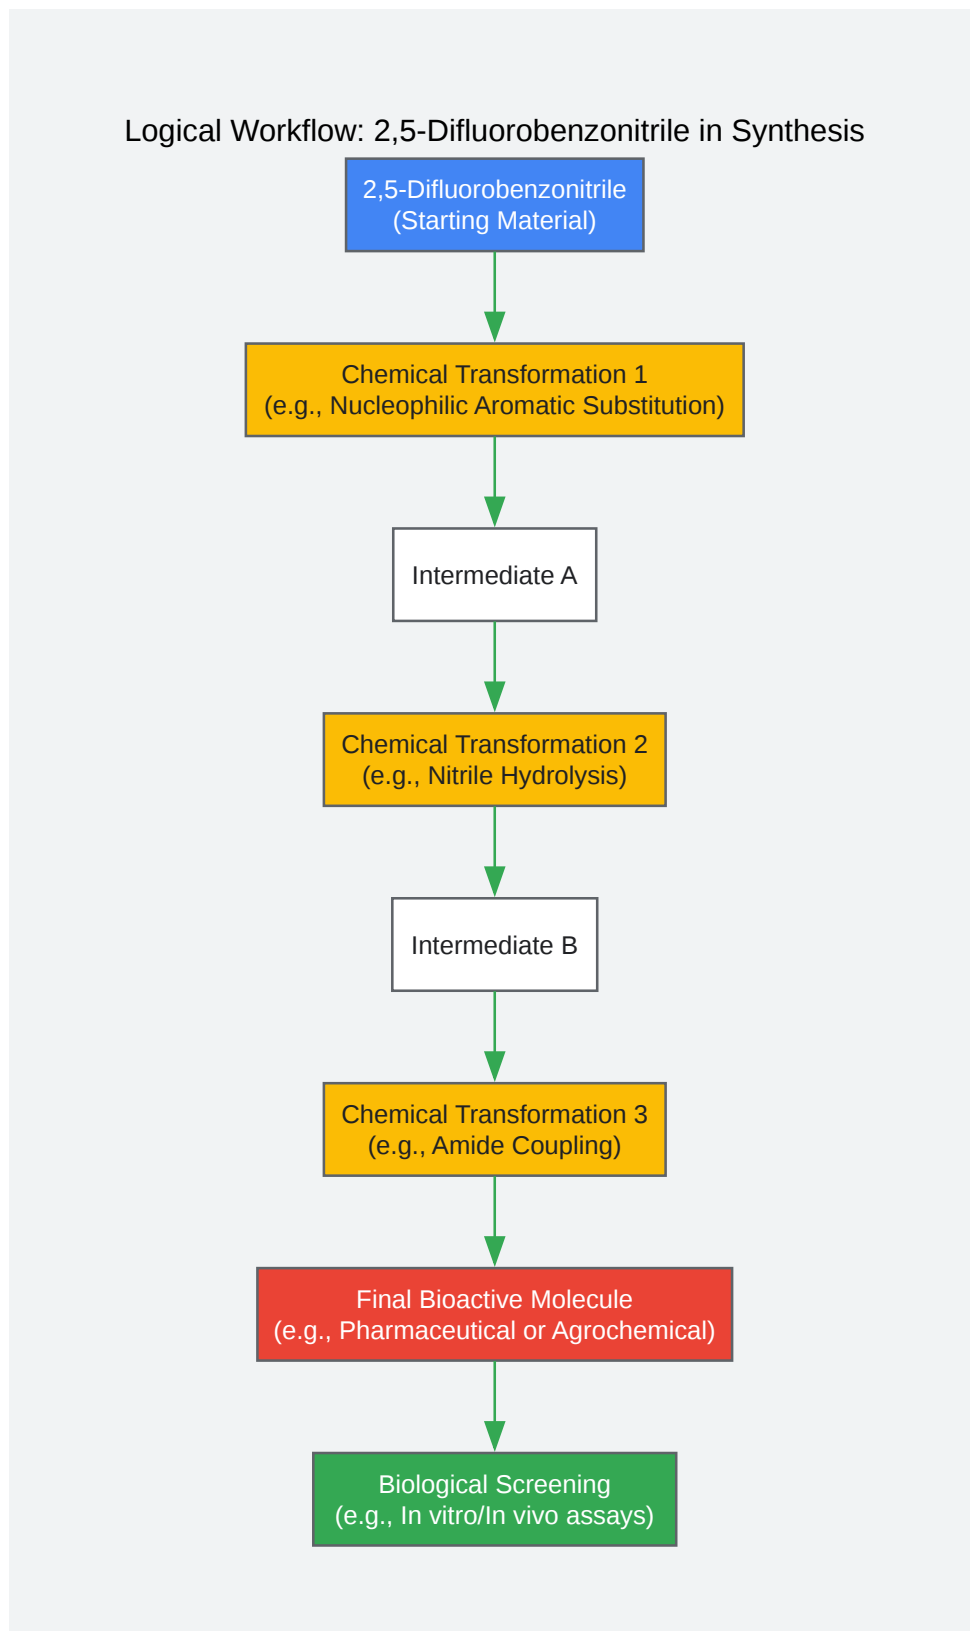 Logical Workflow: 2,5-Difluorobenzonitrile in Synthesis
2,5-Difluorobenzonitrile
(Starting Material)
Chemical Transformation 1
(e.g., Nucleophilic Aromatic Substitution)
Intermediate A
Chemical Transformation 2
(e.g., Nitrile Hydrolysis)
Intermediate B
Chemical Transformation 3
(e.g., Amide Coupling)
Final Bioactive Molecule
(e.g., Pharmaceutical or Agrochemical)
Biological Screening
(e.g., In vitro/In vivo assays)